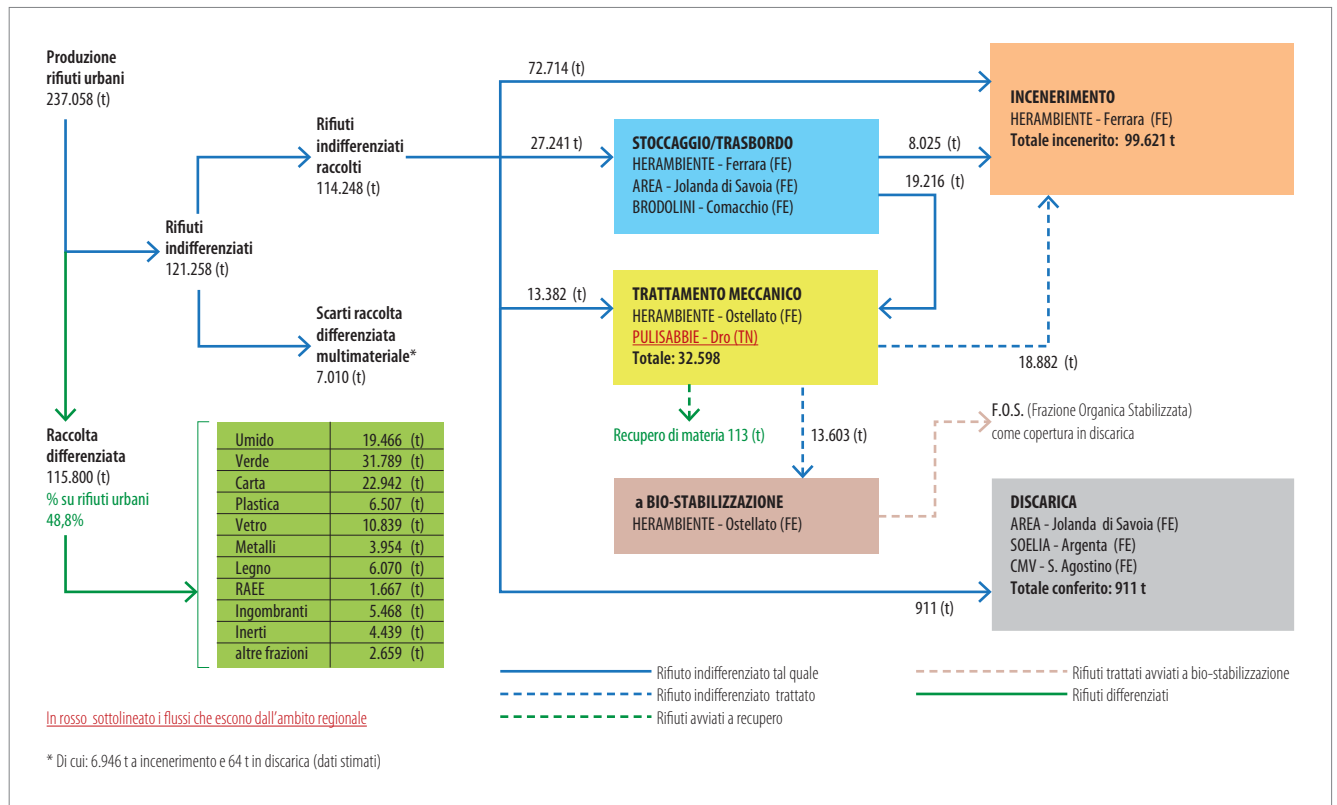 Produzione
rifiuti urbani
237.058 (t)
Rifiuti
indifferenziati
121.258 (t)
Rifiuti
indifferenziati
raccolti
114.248 (t)
Scarti raccolta
differenziata
multimateriale*
7.010 (t)
Raccolta
differenziata
115.800 (t)
% su rifiuti urbani
48,8%
Umido 19.466 (t)
Verde 31.789 (t)
Carta 22.942 (t)
Plastica 6.507 (t)
Vetro 10.839 (t)
Metalli 3.954 (t)
Legno 6.070 (t)
RAEE 1.667 (t)
Ingombranti 5.468 (t)
Inerti 4.439 (t)
altre frazioni 2.659 (t)
72.714 (t)
27.241 t)
13.382 (t)
STOCCAGGIO/TRASBORDO
HERAMBIENTE - Ferrara (FE)
AREA - Jolanda di Savoia (FE)
BRODOLINI - Comacchio (FE)
8.025 (t)
19.216 (t)
INCENERIMENTO
HERAMBIENTE - Ferrara (FE)
Totale incenerito: 99.621 t
TRATTAMENTO MECCANICO
HERAMBIENTE - Ostellato (FE)
PULISABBIE - Dro (TN)
Totale: 32.598
18.882 (t)
Recupero di materia 113 (t)
13.603 (t)
F.O.S. (Frazione Organica Stabilizzata)
come copertura in discarica
a BIO-STABILIZZAZIONE
HERAMBIENTE - Ostellato (FE)
DISCARICA
AREA - Jolanda di Savoia (FE)
SOELIA - Argenta (FE)
CMV - S. Agostino (FE)
Totale conferito: 911 t
911 (t)
Rifiuto indifferenziato tal quale
Rifiuto indifferenziato trattato
Rifiuti avviati a recupero
Rifiuti trattati avviati a bio-stabilizzazione
Rifiuti differenziati
In rosso sottolineato i flussi che escono dall'ambito regionale
* Di cui: 6.946 t a incenerimento e 64 t in discarica (dati stimati)